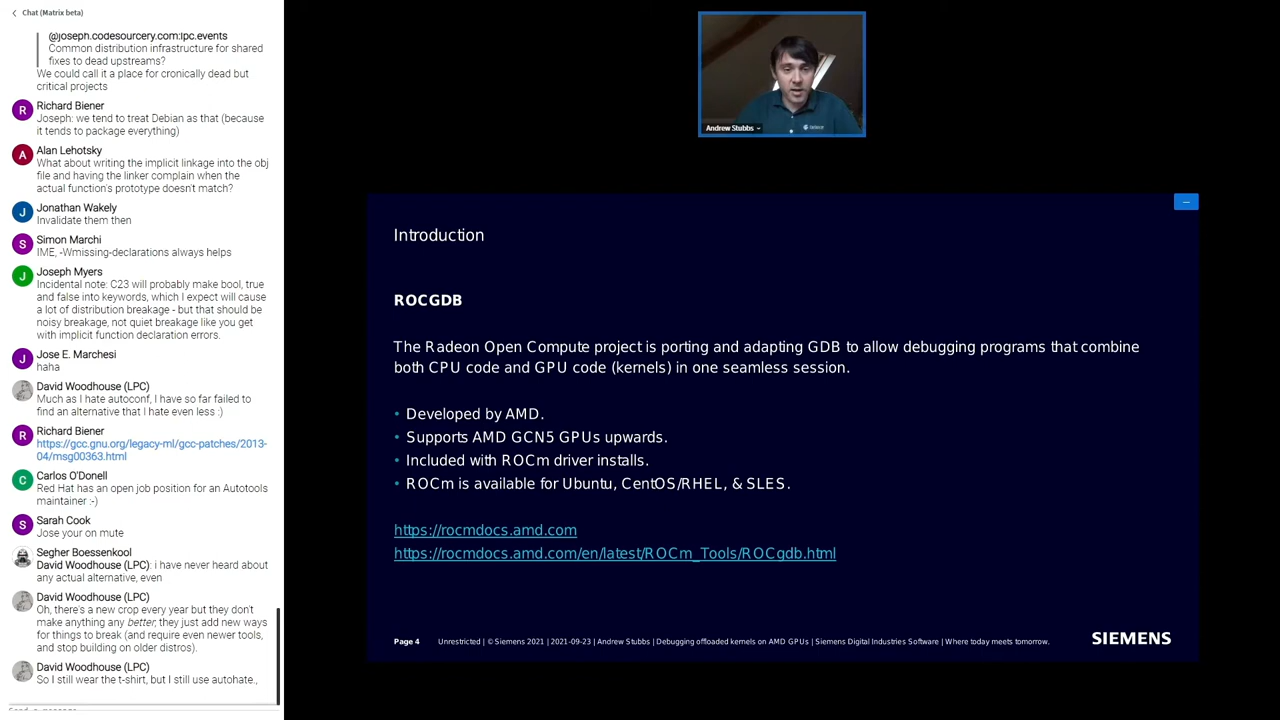 Chat (Matrix beta)
@joseph.codesourcery.com:lpc.events
Common distribution infrastructure for shared
fixes to dead upstreams?
We could call it a place for cronically dead but
critical projects
R
Richard Biener
Joseph: we tend to treat Debian as that (because
it tends to package everything)
A
Alan Lehotsky
What about writing the implicit linkage into the obj
file and having the linker complain when the
actual function's prototype doesn't match?
J
Jonathan Wakely
Invalidate them then
S
Simon Marchi
IME, -Wmissing-declarations always helps
J
Joseph Myers
Incidental note: C23 will probably make bool, true
and false into keywords, which I expect will cause
a lot of distribution breakage - but that should be
noisy breakage, not quiet breakage like you get
with implicit function declaration errors.
J
Jose E. Marchesi
haha
David Woodhouse (LPC)
Much as I hate autoconf, I have so far failed to
find an alternative that I hate even less :)
R
Richard Biener
https://gcc.gnu.org/legacy-ml/gcc-patches/2013-
04/msg00363.html
C
Carlos O'Donell
Red Hat has an open job position for an Autotools
maintainer :-)
S
Sarah Cook
Jose your on mute
Segher Boessenkool
David Woodhouse (LPC): i have never heard about
any actual alternative, even
David Woodhouse (LPC)
Oh, there's a new crop every year but they don't
make anything any better; they just add new ways
for things to break (and require even newer tools,
and stop building on older distros).
David Woodhouse (LPC)
So I still wear the t-shirt, but I still use autohate.,
Andrew Stubbs
Introduction
ROCGDB
The Radeon Open Compute project is porting and adapting GDB to allow debugging programs that combine
both CPU code and GPU code (kernels) in one seamless session.
• Developed by AMD.
• Supports AMD GCN5 GPUs upwards.
• Included with ROCm driver installs.
• ROCm is available for Ubuntu, CentOS/RHEL, & SLES.
https://rocmdocs.amd.com
https://rocmdocs.amd.com/en/latest/ROCm_Tools/ROCgdb.html
Page 4 Unrestricted | © Siemens 2021 | 2021-09-23 | Andrew Stubbs | Debugging offloaded kernels on AMD GPUs | Siemens Digital Industries Software | Where today meets tomorrow.
SIEMENS